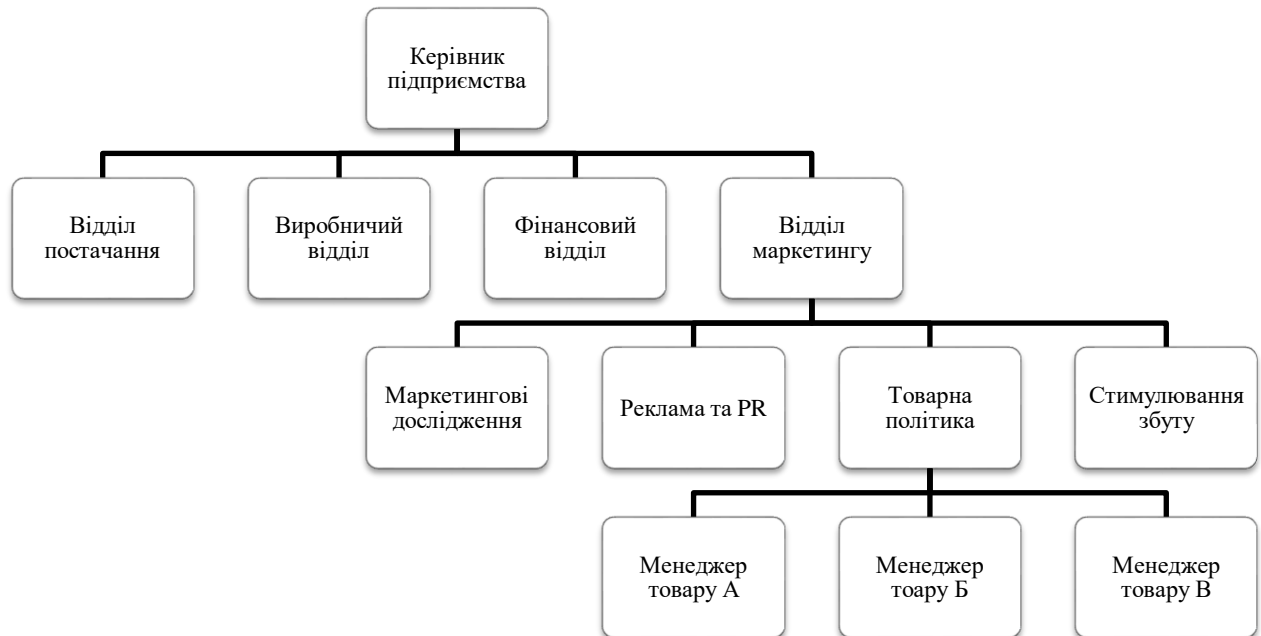 Керівник
підприємства
Відділ
постачання
Виробничий
відділ
Фінансовий
відділ
Відділ
маркетингу
Маркетингові
дослідження
Реклама та PR
Товарна
політика
Стимулювання
збуту
Менеджер
товару А
Менеджер
тоару Б
Менеджер
товару В